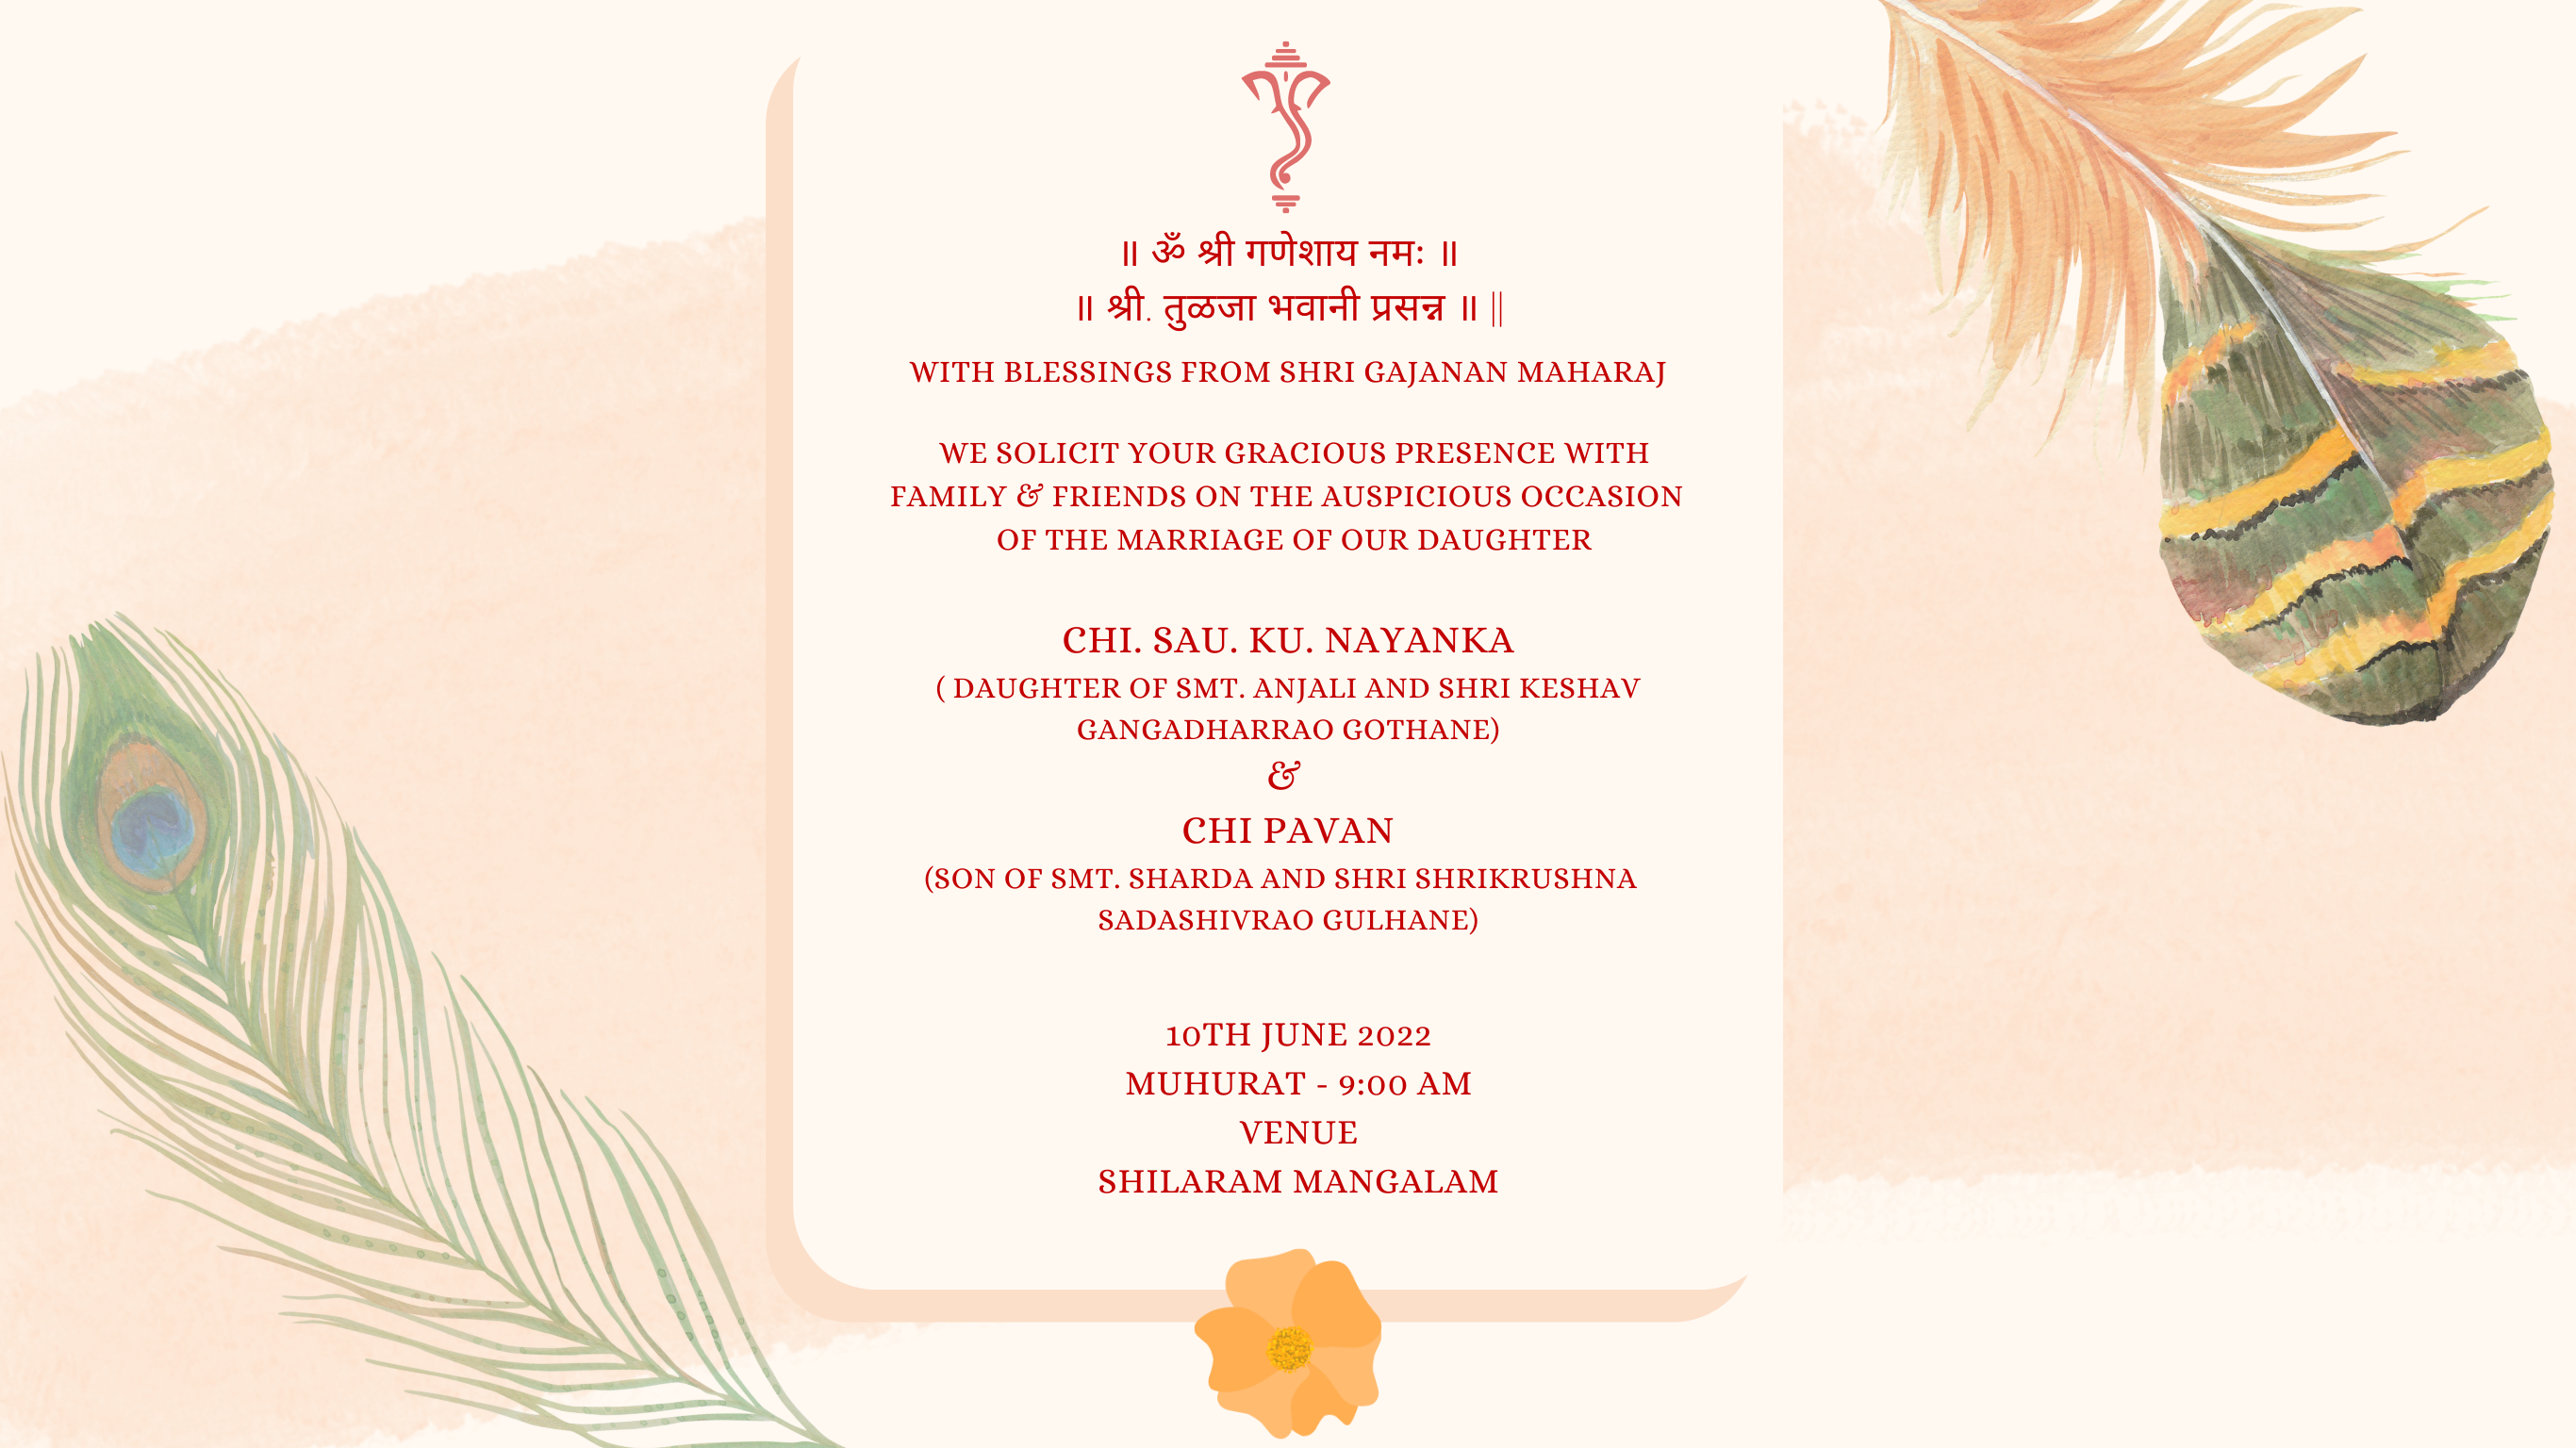 ॥ ॐ श्री गणेशाय नमः ॥
॥ श्री. तुळजा भवानी प्रसन्न ॥ ||
WITH BLESSINGS FROM SHRI GAJANAN MAHARAJ
WE SOLICIT YOUR GRACIOUS PRESENCE WITH
FAMILY & FRIENDS ON THE AUSPICIOUS OCCASION
OF THE MARRIAGE OF OUR DAUGHTER
CHI. SAU. KU. NAYANKA
( DAUGHTER OF SMT. ANJALI AND SHRI KESHAV
GANGADHARRAO GOTHANE)
&
CHI PAVAN
(SON OF SMT. SHARDA AND SHRI SHRIKRUSHNA
SADASHIVRAO GULHANE)
10TH JUNE 2022
MUHURAT - 9:00 AM
VENUE
SHILARAM MANGALAM